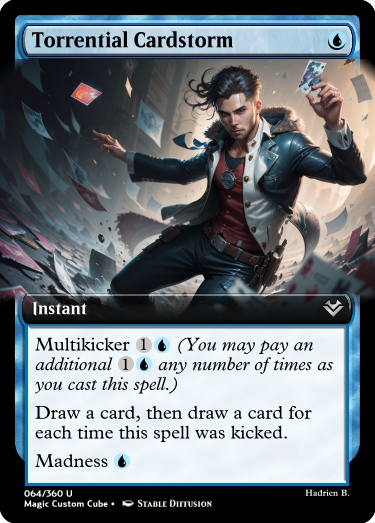 Torrential Cardstorm
Instant
Multikicker 1 (You may pay an
additional 1 any number of times as
you cast this spell.)
Draw a card, then draw a card for
each time this spell was kicked.
Madness
064/360 U
Hadrien B.
Magic Custom Cube • Stable Diffusion